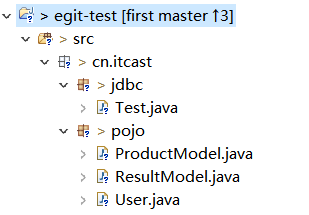 > egit-test [first master ↑3]
> src
> cn.itcast
> jdbc
> Test.java
> pojo
> ProductModel.java
> ResultModel.java
> User.java